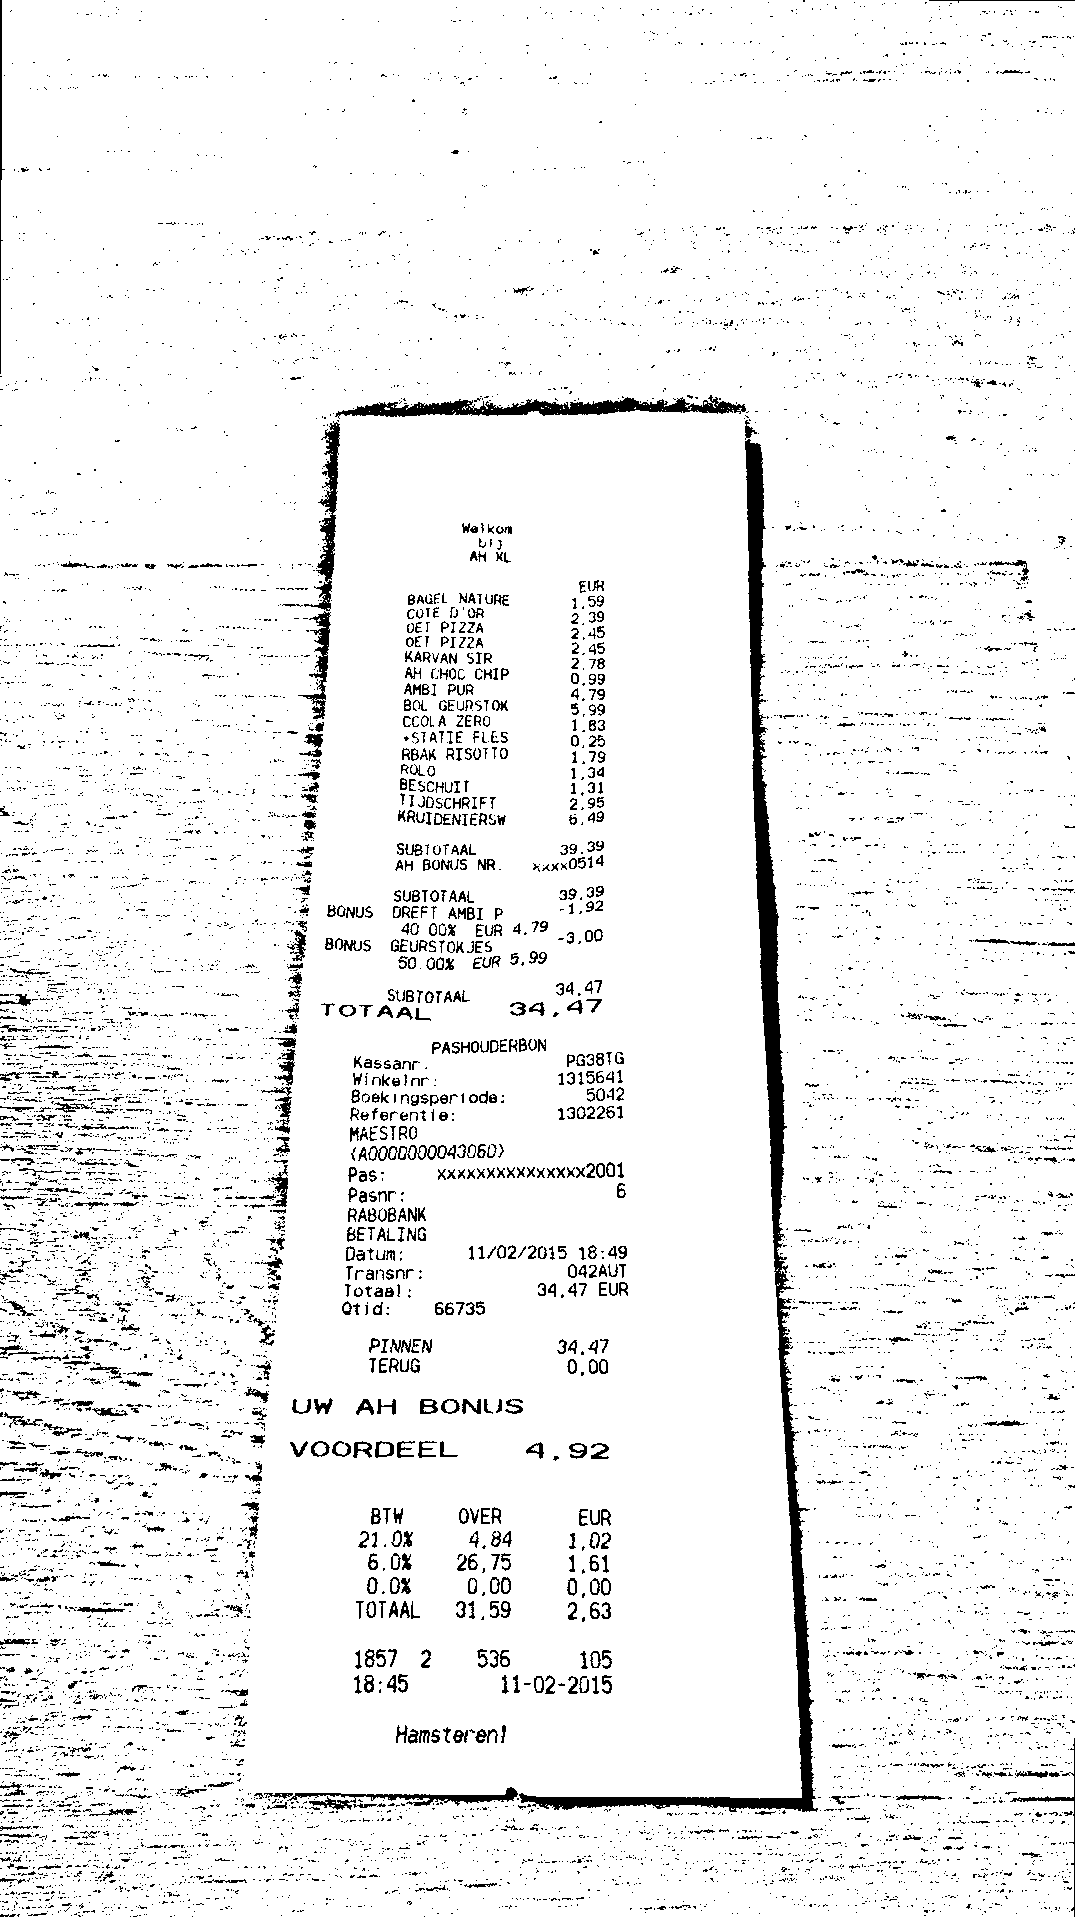 Welkom
bij
AH XL
EUR
BAGEL NATURE 1,59
COTE D'OR 2,39
OET PIZZA 2,45
OET PIZZA 2,45
KARVAN SIR 2,78
AH CHOC CHIP 0,99
AMBI PUR 4,79
BOL GEURSTOK 5,99
CCOLA ZERO 1,83
+STATIE FLES 0,25
RBAK RISOTTO 1,79
ROLO 1,34
BESCHUIT 1,31
TIJDSCHRIFT 2,95
KRUIDENIERSW 6,49
SUBTOTAAL 39,39
AH BONUS NR. xxxx0514
SUBTOTAAL 39,39
BONUS DREFT AMBI P -1,92
40.00% EUR 4,79
BONUS GEURSTOKJES -3,00
50.00% EUR 5,99
SUBTOTAAL 34,47
TOTAAL 34,47
PASHOUDERBON
Kassanr. PG38TG
Winkelnr: 1315641
Boekingsperiode: 5042
Referentie: 1302261
MAESTRO
(A0000000043060)
Pas: xxxxxxxxxxxxxxx2001
Pasnr: 6
RABOBANK
BETALING
Datum: 11/02/2015 18:49
Transnr: 042AUT
Totaal: 34,47 EUR
Qtid: 66735
PINNEN 34,47
TERUG 0,00
UW AH BONUS
VOORDEEL 4,92
BTW OVER EUR
21.0% 4,84 1,02
6.0% 26,75 1,61
0.0% 0,00 0,00
TOTAAL 31,59 2,63
1857 2 536 105
18:45 11-02-2015
Hamsteren!